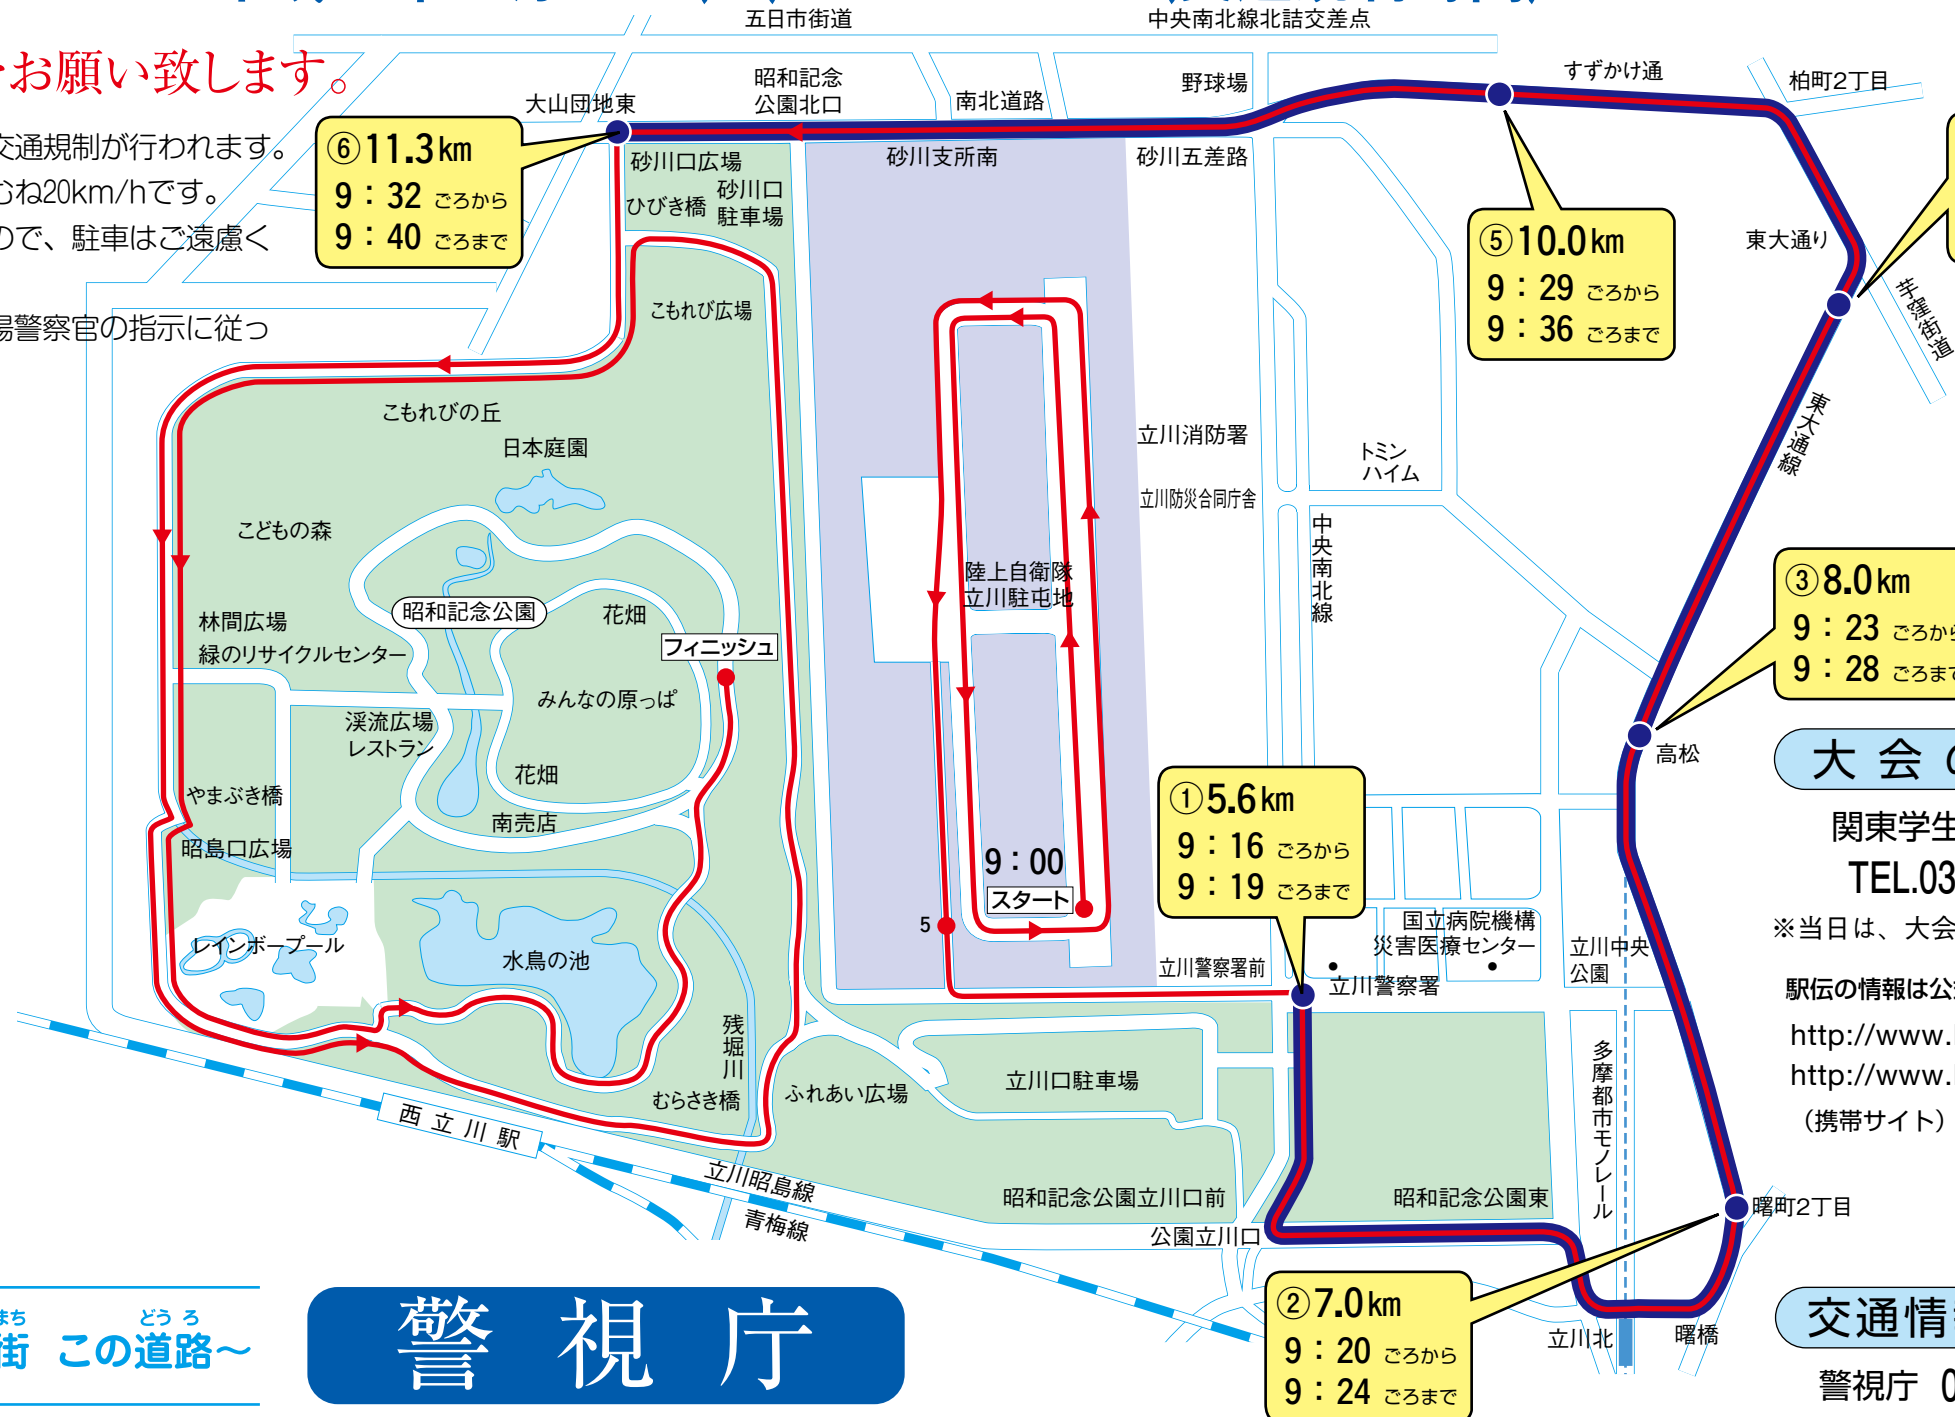 五日市街道
中央南北線北詰交差点
お願い致します。
すずかけ通
柏町2丁目
大山団地東
昭和記念
公園北口
南北道路
野球場
交通規制が行われます。
むね20km/hです。
ので、駐車はご遠慮く
場警察官の指示に従っ
⑥11.3km
9：32 ごろから
9：40 ごろまで
砂川口広場
ひびき橋
砂川口
駐車場
砂川支所南
砂川五差路
⑤10.0km
9：29 ごろから
9：36 ごろまで
東大通り
芋窪街道
東大通線
こもれび広場
こもれびの丘
日本庭園
こどもの森
立川消防署
トミン
ハイム
立川防災合同庁舎
中央南北線
陸上自衛隊
立川駐屯地
昭和記念公園
花畑
フィニッシュ
林間広場
緑のリサイクルセンター
みんなの原っぱ
渓流広場
レストラン
花畑
南売店
やまぶき橋
昭島口広場
③8.0km
9：23 ごろから
9：28 ごろまで
高松
①5.6km
9：16 ごろから
9：19 ごろまで
9：00
スタート
5
レインボープール
水鳥の池
立川警察署前
国立病院機構
災害医療センター
立川警察署
立川中央
公園
大会
関東学生
TEL.03
※当日は、大会
駅伝の情報は公
http://www.
http://www.
（携帯サイト）
残堀川
むらさき橋
ふれあい広場
立川口駐車場
多摩都市モノレール
西立川駅
立川昭島線
青梅線
昭和記念公園立川口前
昭和記念公園東
公園立川口
曙町2丁目
②7.0km
9：20 ごろから
9：24 ごろまで
立川北
曙橋
まち どうろ
街 この道路～
警視庁
交通情
警視庁 0